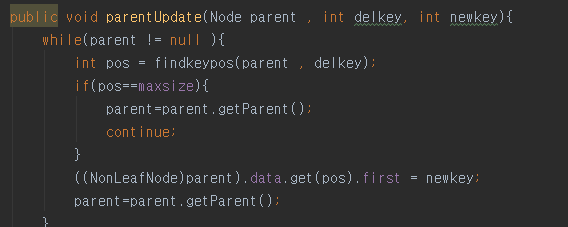 public void parentUpdate(Node parent , int delkey, int newkey){
while(parent != null ){
int pos = findkeypos(parent , delkey);
if(pos==maxsize){
parent=parent.getParent();
continue;
}
((NonLeafNode)parent).data.get(pos).first = newkey;
parent=parent.getParent();
}